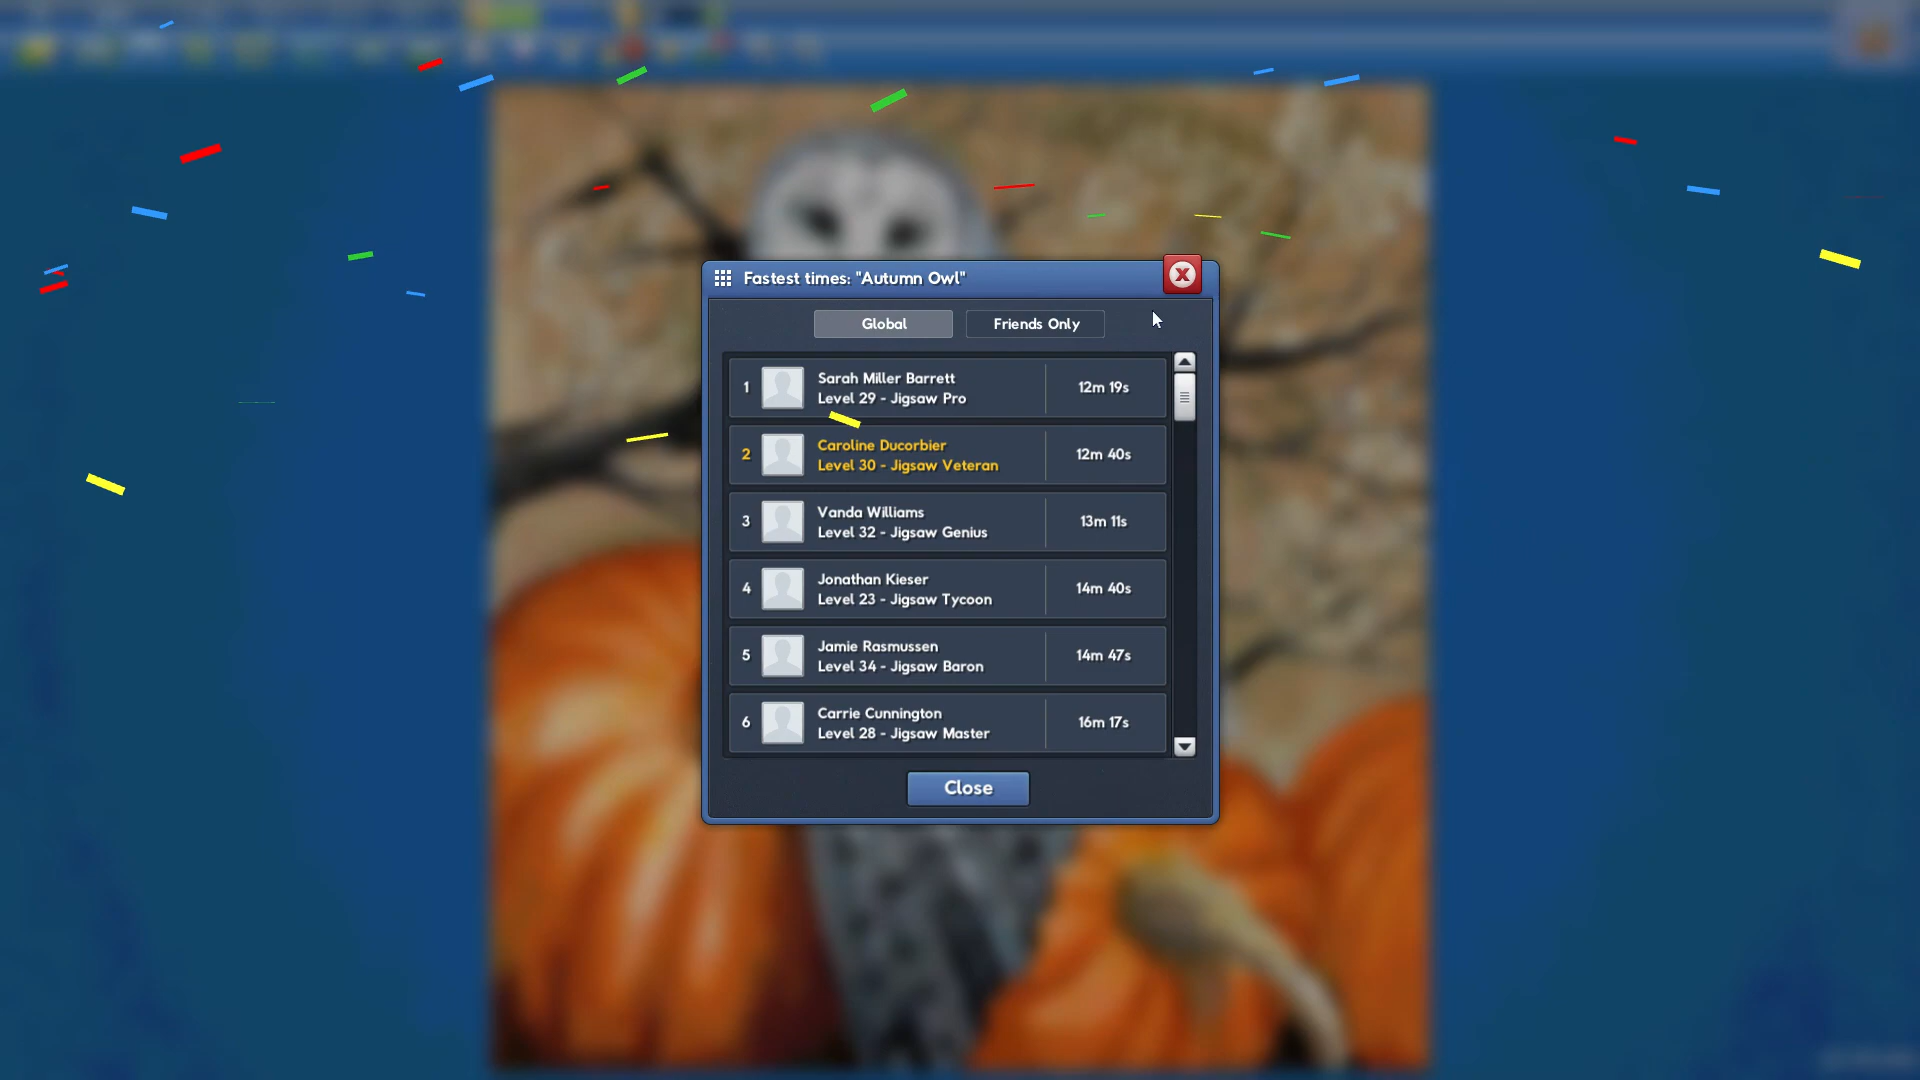 Fastest times: "Autumn Owl"
Global
Friends Only
1
Sarah Miller Barrett
Level 29 - Jigsaw Pro
12m 19s
2
Caroline Ducorbier
Level 30 - Jigsaw Veteran
12m 40s
3
Vanda Williams
Level 32 - Jigsaw Genius
13m 11s
4
Jonathan Kieser
Level 23 - Jigsaw Tycoon
14m 40s
5
Jamie Rasmussen
Level 34 - Jigsaw Baron
14m 47s
6
Carrie Cunnington
Level 28 - Jigsaw Master
16m 17s
Close